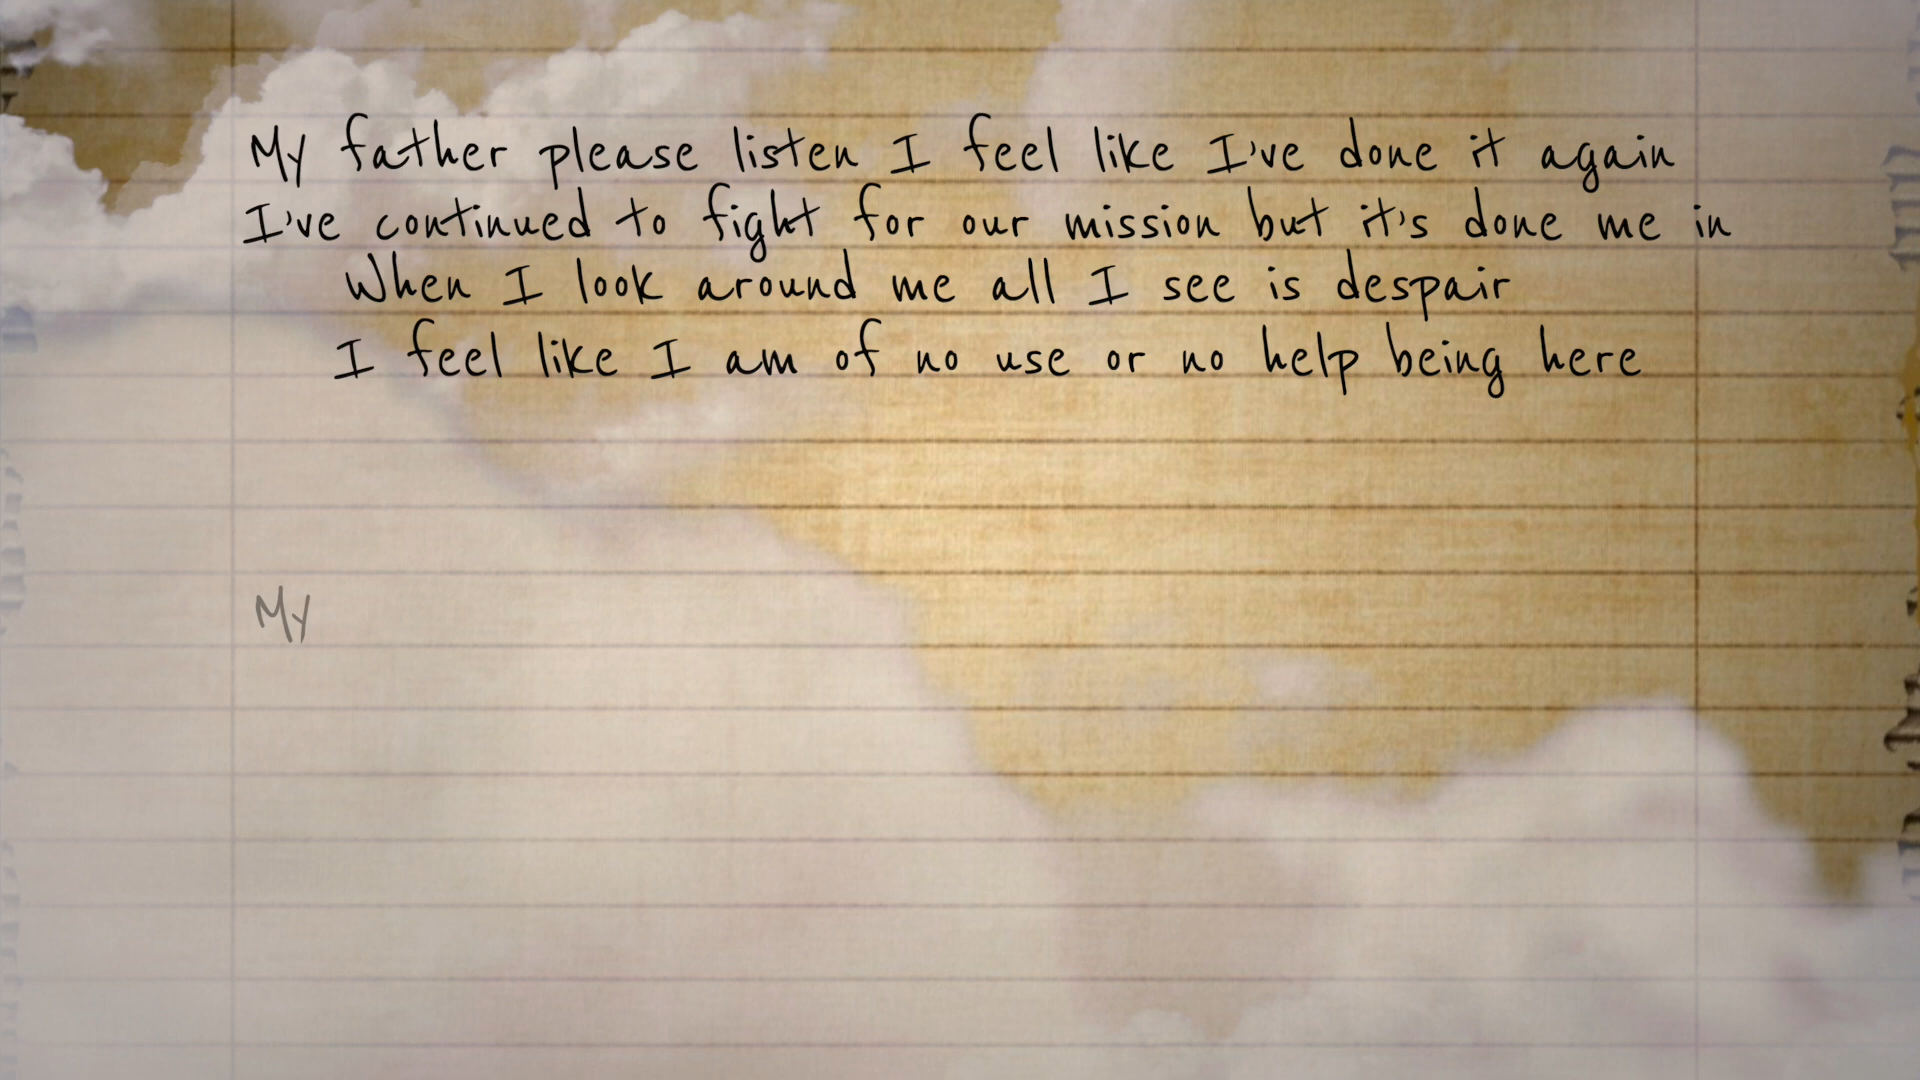 My father please listen I feel like I've done it again
I've continued to fight for our mission but it's done me in
When I look around me all I see is despair
I feel like I am of no use or no help being here
My